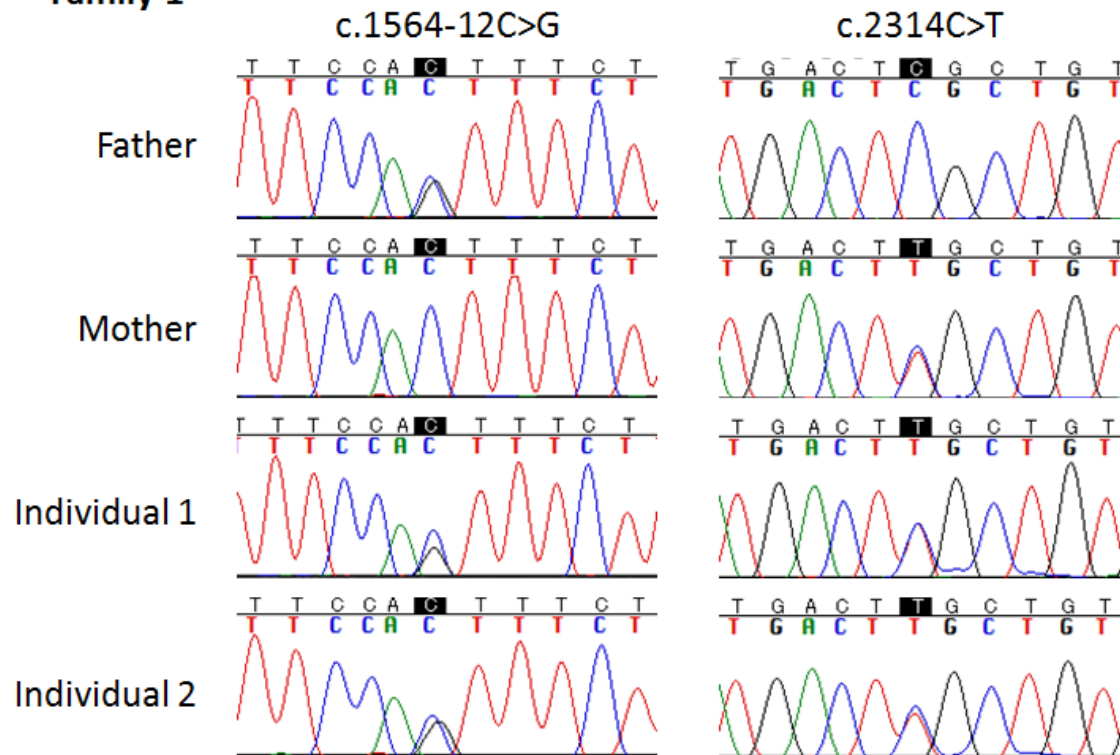 Family 1
c.1564-12C>G c.2314C>T
T T C C A C T T T C T T G A C T C G C T G T
T T C C A C T T T C T T G A C T C G C T G T
Father
T T C C A C T T T C T T G A C T T G C T G T
T T C C A C T T T C T T G A C T T G C T G T
Mother
T T T C C A C T T T C T T G A C T T G C T G T
T T C C A C T T T C T T G A C T T G C T G T
Individual 1
T T C C A C T T T C T T G A C T T G C T G T
T T C C A C T T T C T T G A C T T G C T G T
Individual 2